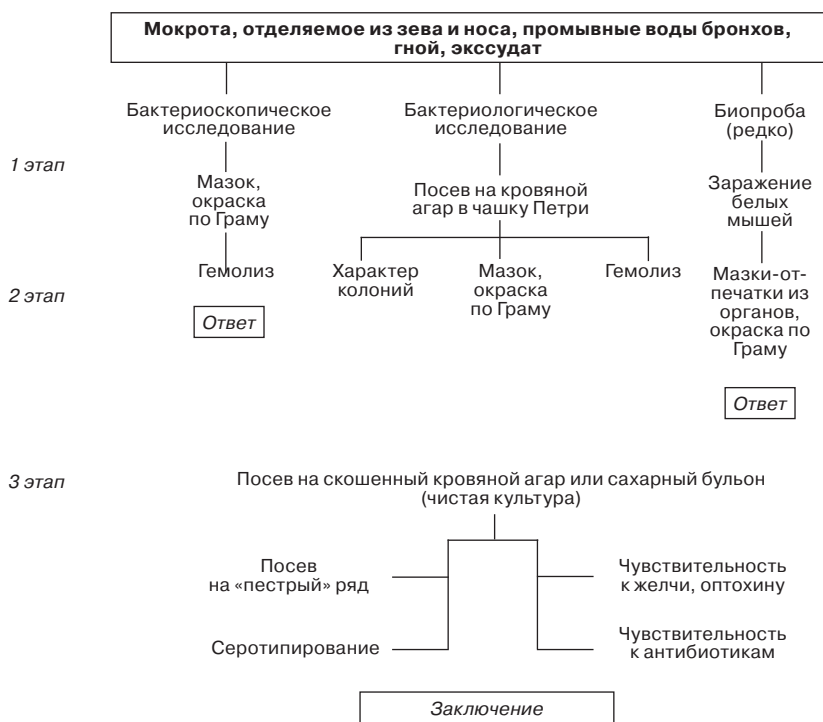 Мокрота, отделяемое из зева и носа, промывные воды бронхов,
гной, экссудат
Бактериоскопическое
исследование
Бактериологическое
исследование
Биопроба
(редко)
1 этап
Мазок,
окраска
по Граму
Посев на кровяной
агар в чашку Петри
Заражение
белых
мышей
2 этап
Гемолиз
Ответ
Характер
колоний
Мазок,
окраска
по Граму
Гемолиз
Мазки-от-
печатки из
органов,
окраска по
Граму
Ответ
3 этап
Посев на скошенный кровяной агар или сахарный бульон
(чистая культура)
Посев
на «пестрый» ряд
Чувствительность
к желчи, оптохину
Серотипирование
Чувствительность
к антибиотикам
Заключение